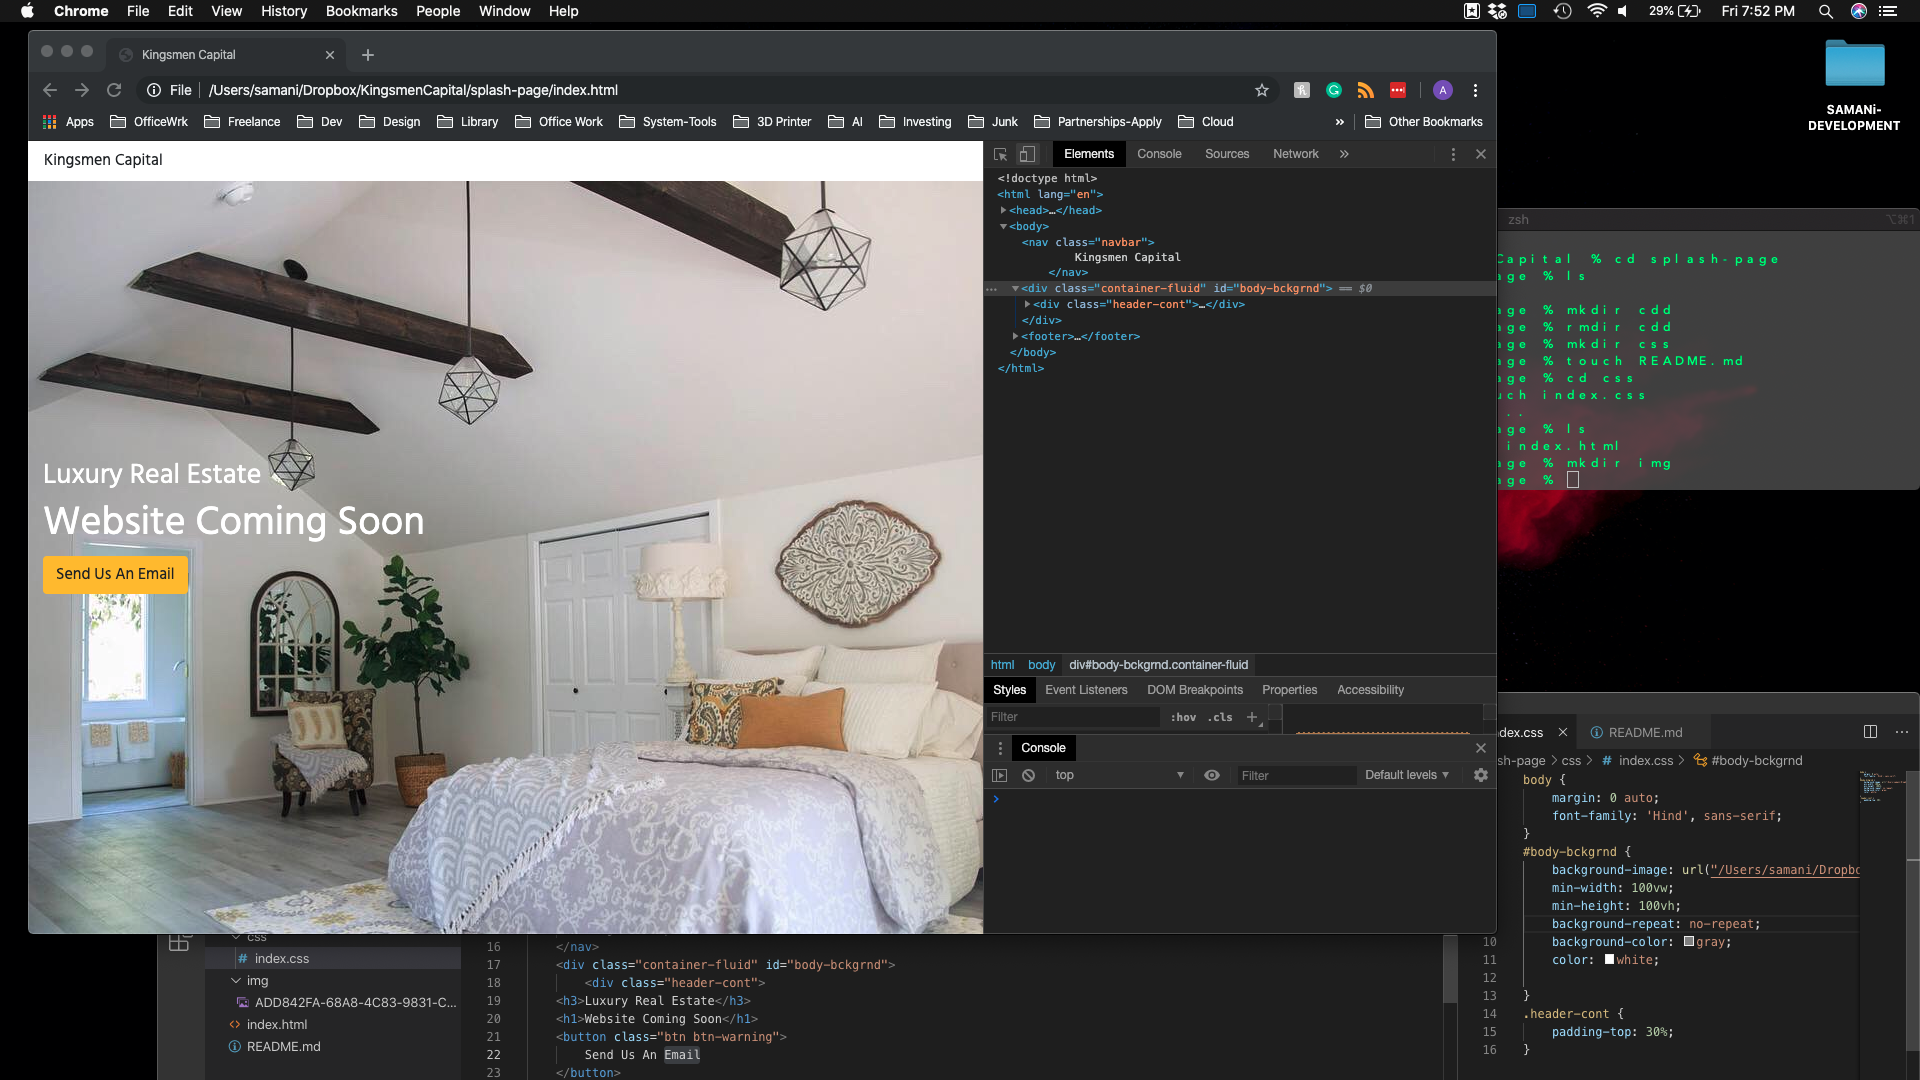 Chrome File Edit View History Bookmarks People Window Help
29% Fri 7:52 PM
Kingsmen Capital
File /Users/samani/Dropbox/KingsmenCapital/splash-page/index.html
A
Apps OfficeWrk Freelance Dev Design Library Office Work System-Tools 3D Printer AI Investing Junk Partnerships-Apply Cloud » Other Bookmarks
SAMANi-
DEVELOPMENT
Kingsmen Capital
Luxury Real Estate
Website Coming Soon
Send Us An Email
Elements Console Sources Network »
<!doctype html>
<html lang="en">
<head>…</head>
<body>
<nav class="navbar">
Kingsmen Capital
</nav>
<div class="container-fluid" id="body-bckgrnd"> == $0
<div class="header-cont">…</div>
</div>
<footer>…</footer>
</body>
</html>
html body div#body-bckgrnd.container-fluid
Styles Event Listeners DOM Breakpoints Properties Accessibility
Filter :hov .cls +
Console
top Filter Default levels
zsh ⌥⌘1
Capital % cd splash-page
age % ls
age % mkdir cdd
age % rmdir cdd
age % mkdir css
age % touch README.md
age % cd css
uch index.css
..
age % ls
index.html
age % mkdir img
age %
dex.css README.md
sh-page > css > # index.css > #body-bckgrnd
body {
margin: 0 auto;
font-family: 'Hind', sans-serif;
}
#body-bckgrnd {
background-image: url("/Users/samani/Dropbo
min-width: 100vw;
min-height: 100vh;
background-repeat: no-repeat;
10 background-color: gray;
11 color: white;
12
13 }
14 .header-cont {
15 padding-top: 30%;
16 }
css
# index.css
img
ADD842FA-68A8-4C83-9831-C...
index.html
README.md
16 </nav>
17 <div class="container-fluid" id="body-bckgrnd">
18 <div class="header-cont">
19 <h3>Luxury Real Estate</h3>
20 <h1>Website Coming Soon</h1>
21 <button class="btn btn-warning">
22 Send Us An Email
23 </button>